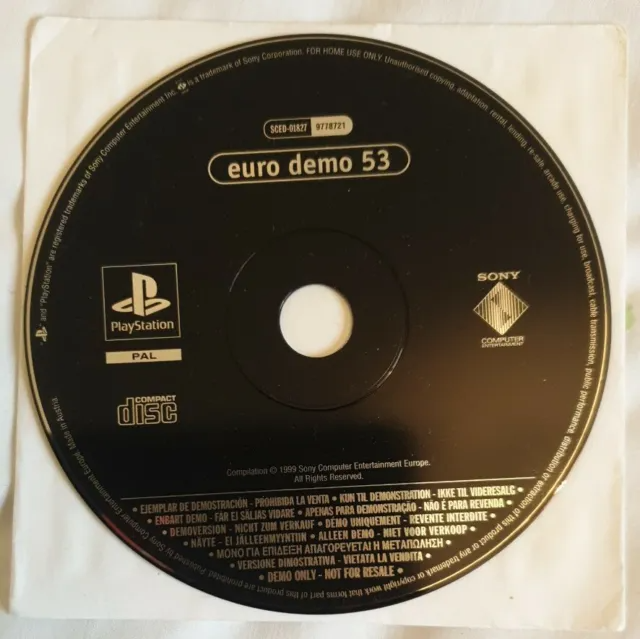 is a trademark of Sony Corporation. FOR HOME USE ONLY. Unauthorised copying, adaptation, rental, lending, re-sale, arcade use, charging for use, broadcast, cable transmission, public performance, distribution or extraction of this product or any trademark or copyright work that forms part of this product are prohibited. Published by Sony Computer Entertainment Europe. Made in Austria.
and "PlayStation" are registered trademarks of Sony Computer Entertainment Inc.
SCED-01827 9778721
euro demo 53
PlayStation
PAL
SONY
COMPUTER
ENTERTAINMENT
COMPACT
disc
Compilation © 1999 Sony Computer Entertainment Europe.
All Rights Reserved.
EJEMPLAR DE DEMOSTRACIÓN - PROHIBIDA LA VENTA • KUN TIL DEMONSTRATION - IKKE TIL VIDERESALG •
• ENBART DEMO - FÅR EJ SÄLJAS VIDARE • APENAS PARA DEMONSTRAÇÃO - NÃO É PARA REVENDA •
DEMOVERSION - NICHT ZUM VERKAUF • DÉMO UNIQUEMENT - REVENTE INTERDITE •
• NÄYTE - EI JÄLLEENMYYNTIIN • ALLEEN DEMO - NIET VOOR VERKOOP •
• ΜΟΝΟ ΓΙΑ ΕΠΙΔΕΙΞΗ ΑΠΑΓΟΡΕΥΕΤΑΙ Η ΜΕΤΑΠΩΛΗΣΗ •
VERSIONE DIMOSTRATIVA - VIETATA LA VENDITA
• DEMO ONLY - NOT FOR RESALE •